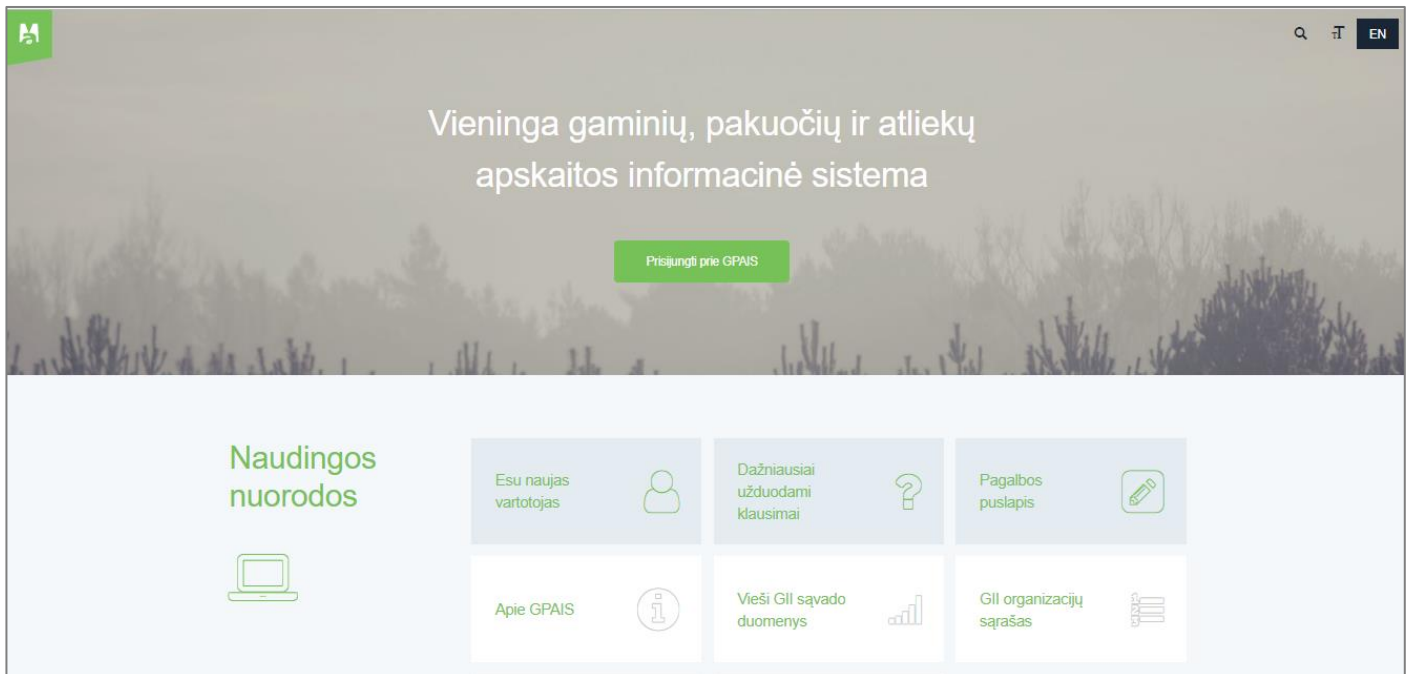 EN
Vieninga gaminių, pakuočių ir atliekų
apskaitos informacinė sistema
Prisijungti prie GPAIS
Naudingos
nuorodos
Esu naujas
vartotojas
Dažniausiai
užduodami
klausimai
Pagalbos
puslapis
Apie GPAIS
Vieši GII sąvado
duomenys
GII organizacijų
sąrašas